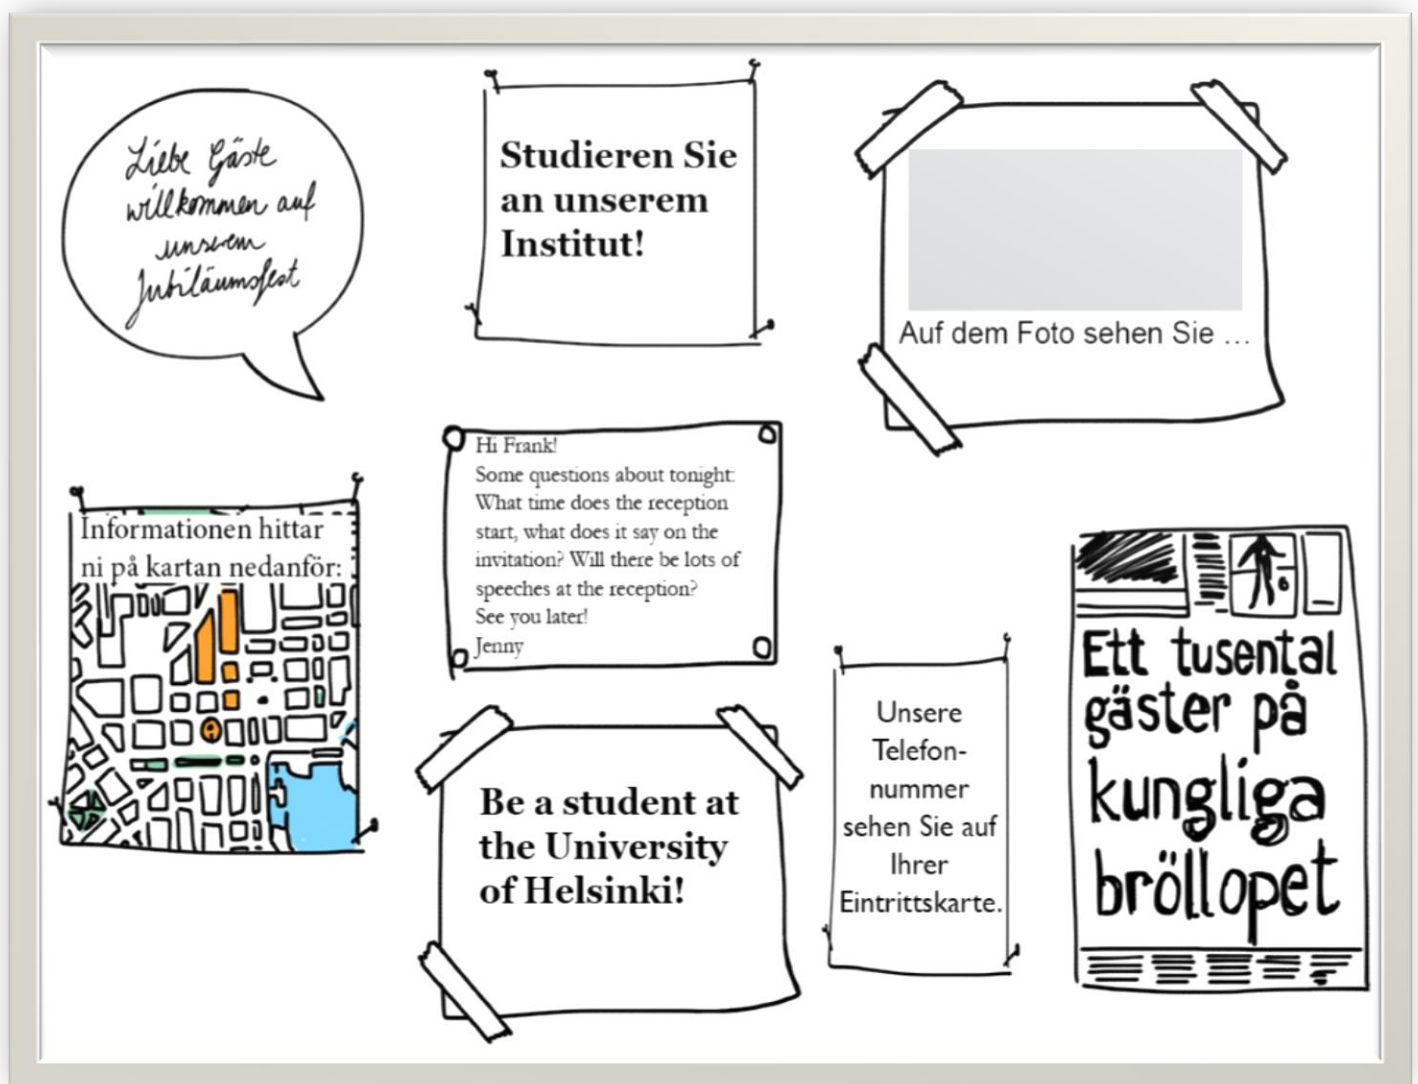 Liebe Gäste
willkommen auf
unserem
Jubiläumsfest
Studieren Sie
an unserem
Institut!
Auf dem Foto sehen Sie …
Informationen hittar
ni på kartan nedanför:
Hi Frank!
Some questions about tonight:
What time does the reception
start, what does it say on the
invitation? Will there be lots of
speeches at the reception?
See you later!
Jenny
Be a student at
the University
of Helsinki!
Unsere
Telefon-
nummer
sehen Sie auf
Ihrer
Eintrittskarte.
Ett tusental
gäster på
kungliga
bröllopet